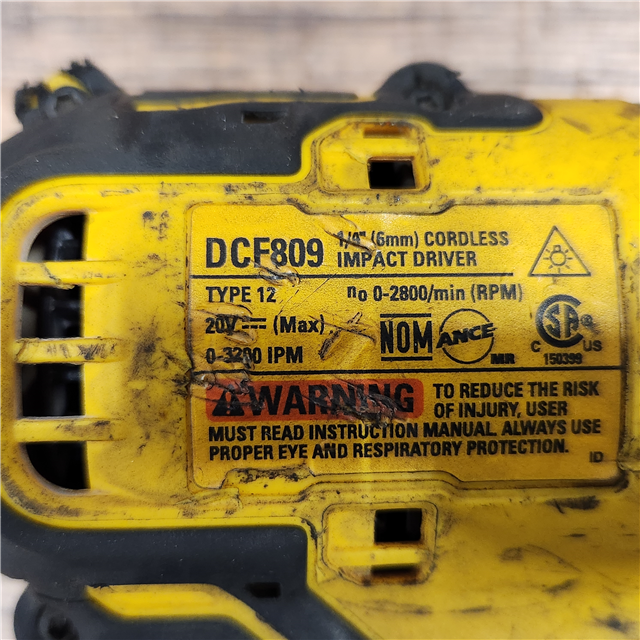 DCF809 1/4" (6mm) CORDLESS
IMPACT DRIVER
TYPE 12 no 0-2800/min (RPM)
20V (Max)
0-3200 IPM
NOM ANCE MR
C SA US
150399
WARNING TO REDUCE THE RISK
OF INJURY, USER
MUST READ INSTRUCTION MANUAL. ALWAYS USE
PROPER EYE AND RESPIRATORY PROTECTION.
ID